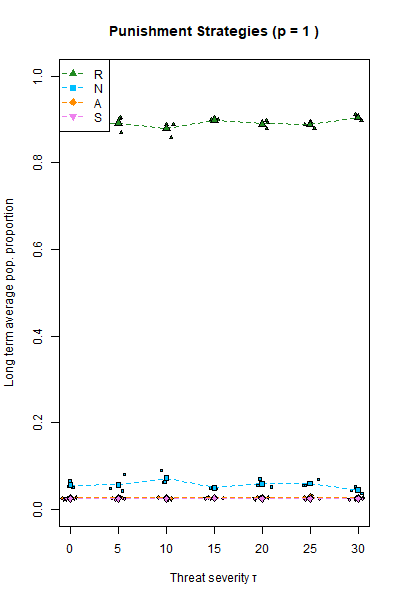 Punishment Strategies (p = 1 )
R
N
A
S
Long term average pop. proportion
1.0
0.8
0.6
0.4
0.2
0.0
0 5 10 15 20 25 30
Threat severity τ